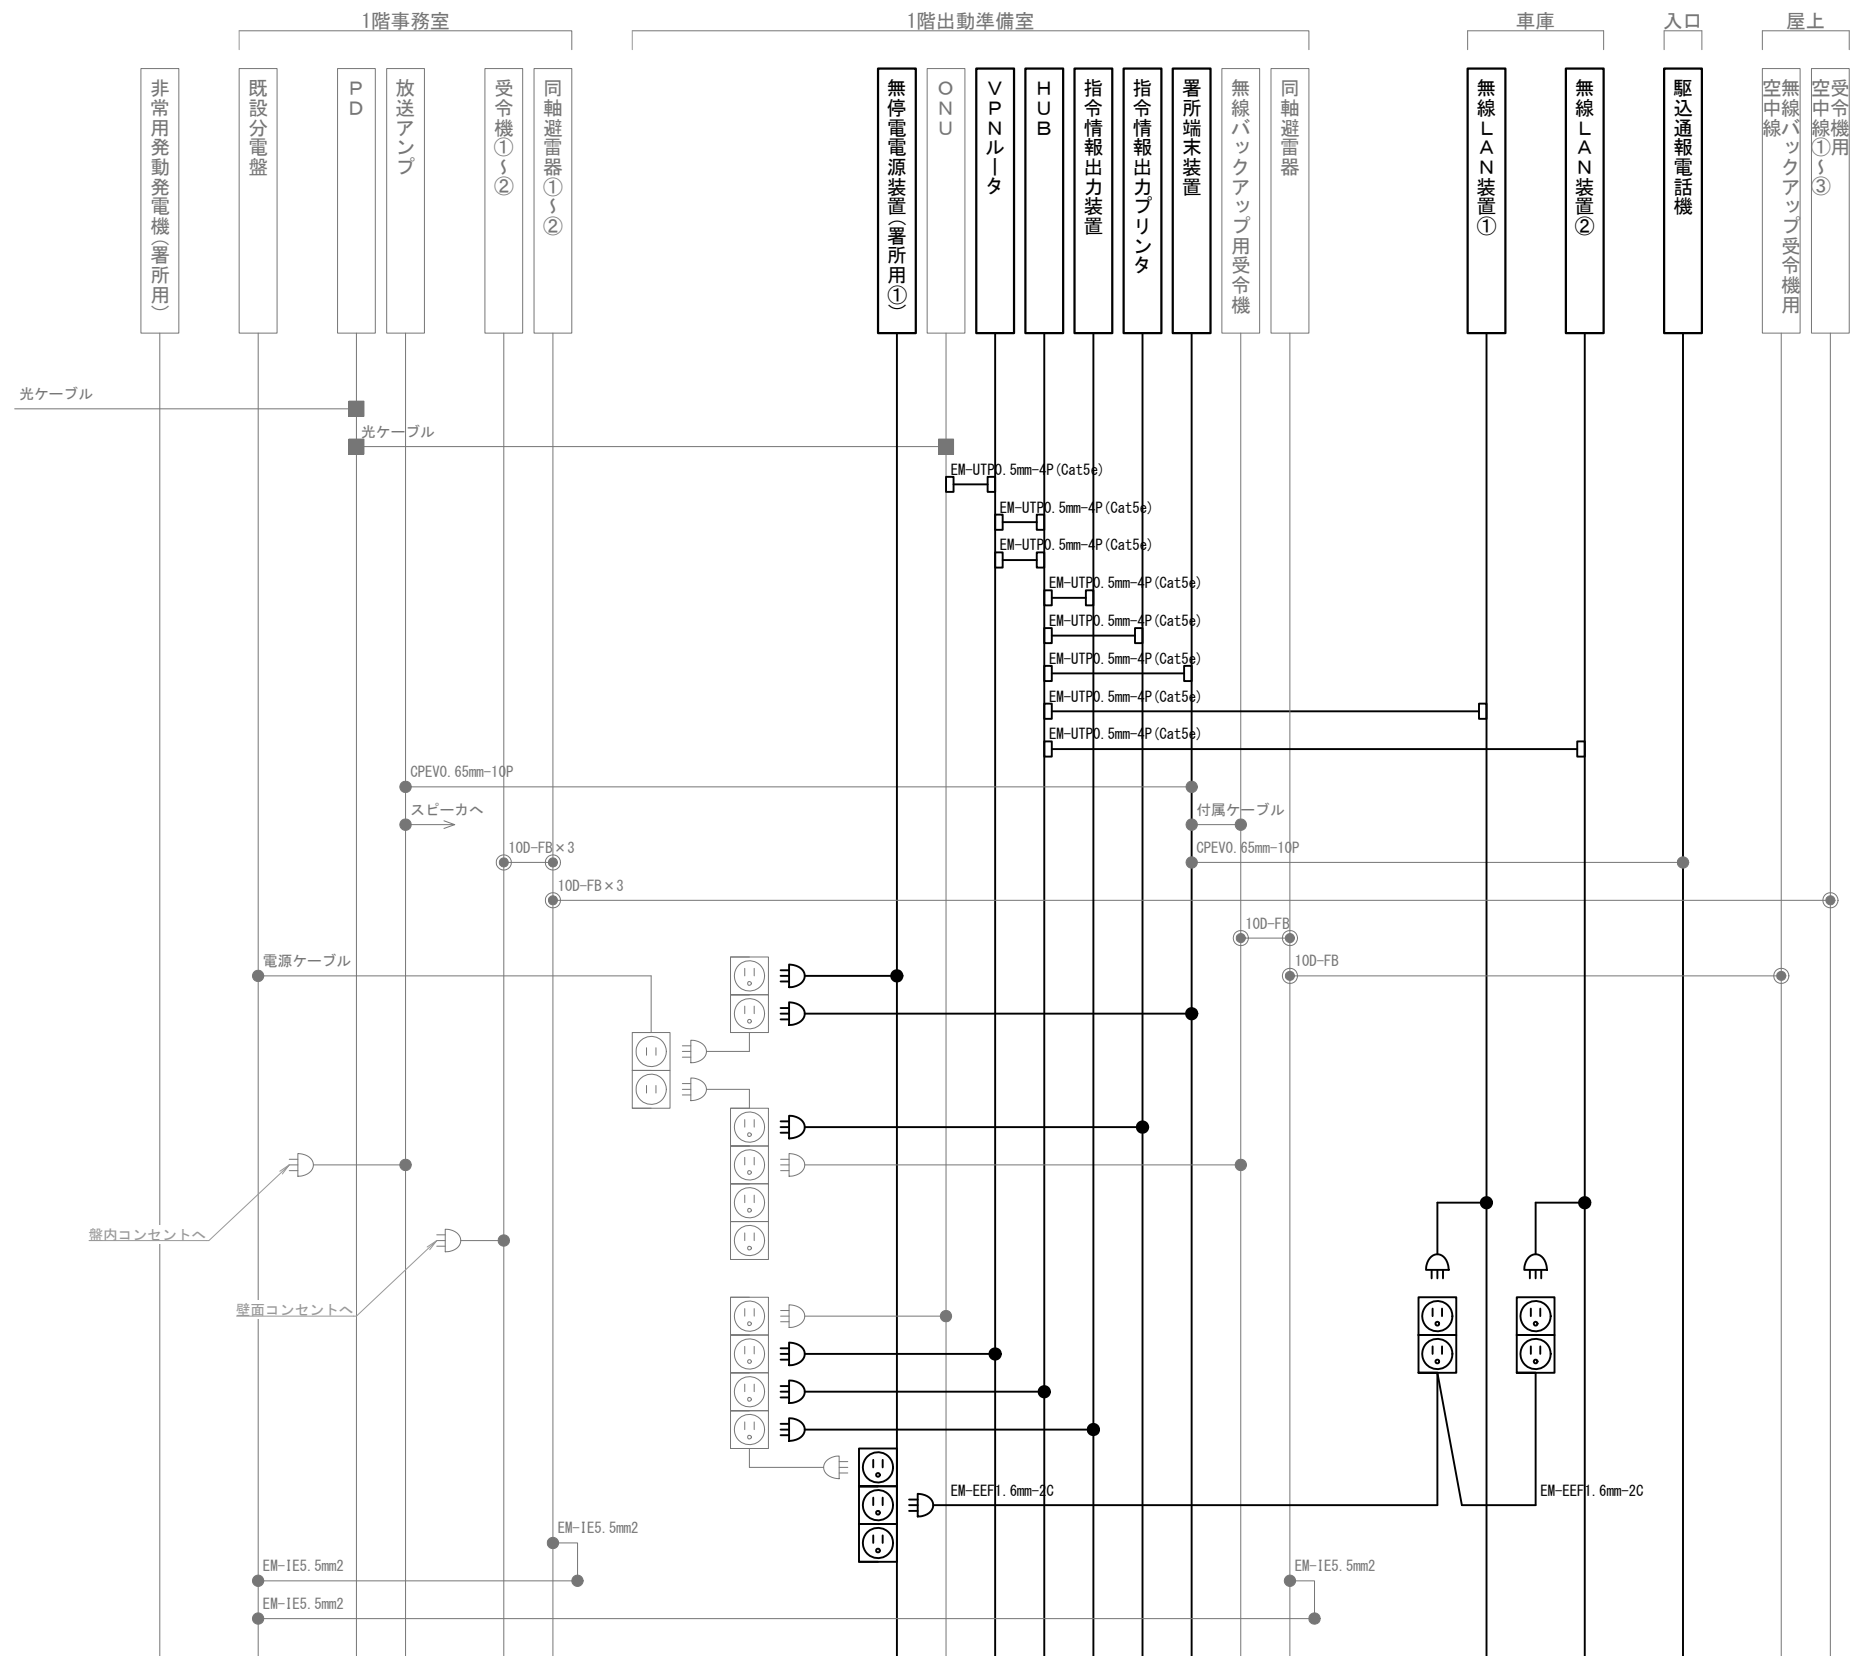 1階事務室
1階出動準備室
車庫
入口
屋上
非常用発動発電機(署所用)
既設分電盤
PD
放送アンプ
受令機①～②
同軸避雷器①～②
無停電電源装置(署所用①)
ONU
VPNルータ
HUB
指令情報出力装置
指令情報出力プリンタ
署所端末装置
無線バックアップ用受令機
同軸避雷器
無線LAN装置①
無線LAN装置②
駆込通報電話機
無線バックアップ受令機用
空中線
受令機用
空中線①～③
光ケーブル
光ケーブル
EM-UTP0.5mm-4P(Cat5e)
EM-UTP0.5mm-4P(Cat5e)
EM-UTP0.5mm-4P(Cat5e)
EM-UTP0.5mm-4P(Cat5e)
EM-UTP0.5mm-4P(Cat5e)
EM-UTP0.5mm-4P(Cat5e)
EM-UTP0.5mm-4P(Cat5e)
EM-UTP0.5mm-4P(Cat5e)
CPEV0.65mm-10P
スピーカへ
付属ケーブル
10D-FB×3
CPEV0.65mm-10P
10D-FB×3
10D-FB
電源ケーブル
10D-FB
盤内コンセントへ
壁面コンセントへ
EM-EEF1.6mm-2C
EM-EEF1.6mm-2C
EM-IE5.5mm2
EM-IE5.5mm2
EM-IE5.5mm2
EM-IE5.5mm2